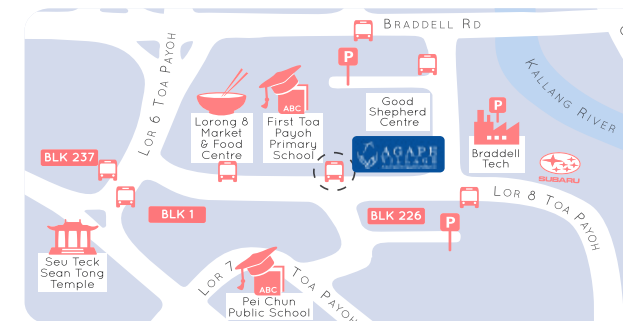 BRADDELL RD
LOR 6 TOA PAYOH
KALLANG RIVER
P
P
ABC
Lorong 8
Market
& Food
Centre
First Toa
Payoh
Primary
School
Good
Shepherd
Centre
AGAPE
VILLAGE
Braddell
Tech
SUBARU
BLK 237
BLK 1
BLK 226
P
LOR 8 TOA PAYOH
Seu Teck
Sean Tong
Temple
LOR 7 TOA PAYOH
ABC
Pei Chun
Public School